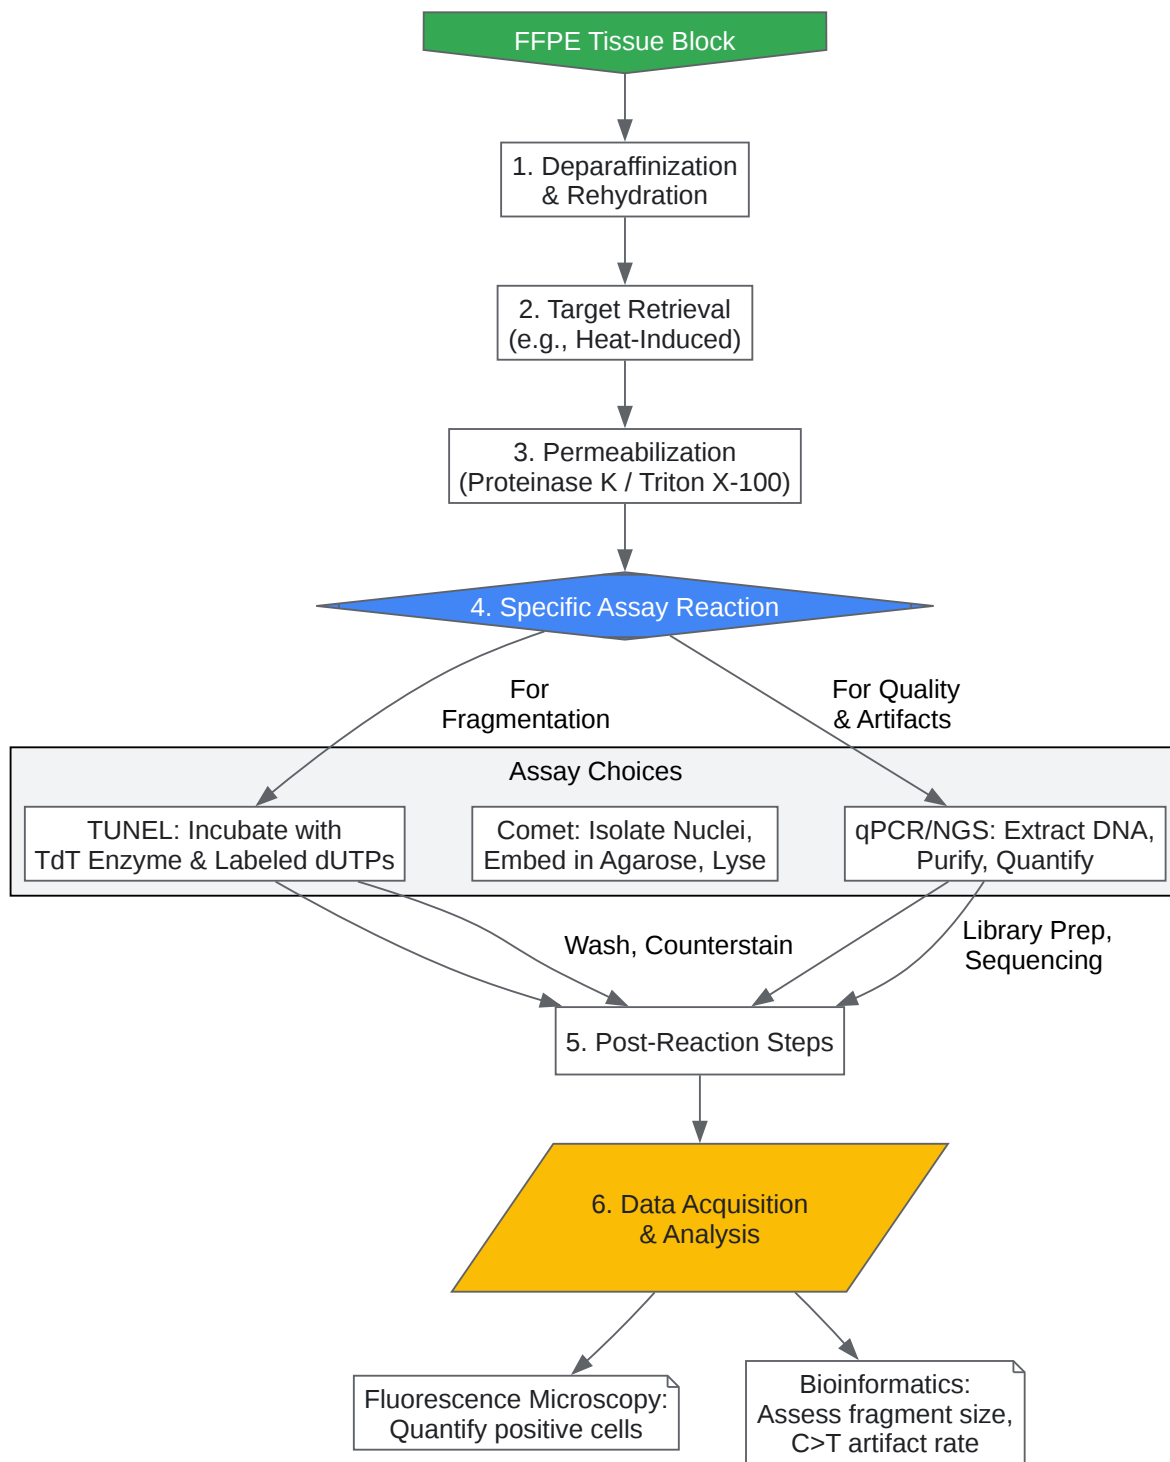 FFPE Tissue Block
1. Deparaffinization
& Rehydration
2. Target Retrieval
(e.g., Heat-Induced)
3. Permeabilization
(Proteinase K / Triton X-100)
4. Specific Assay Reaction
For
Fragmentation
For Quality
& Artifacts
Assay Choices
TUNEL: Incubate with
TdT Enzyme & Labeled dUTPs
Comet: Isolate Nuclei,
Embed in Agarose, Lyse
qPCR/NGS: Extract DNA,
Purify, Quantify
Wash, Counterstain
Library Prep,
Sequencing
5. Post-Reaction Steps
6. Data Acquisition
& Analysis
Fluorescence Microscopy:
Quantify positive cells
Bioinformatics:
Assess fragment size,
C>T artifact rate